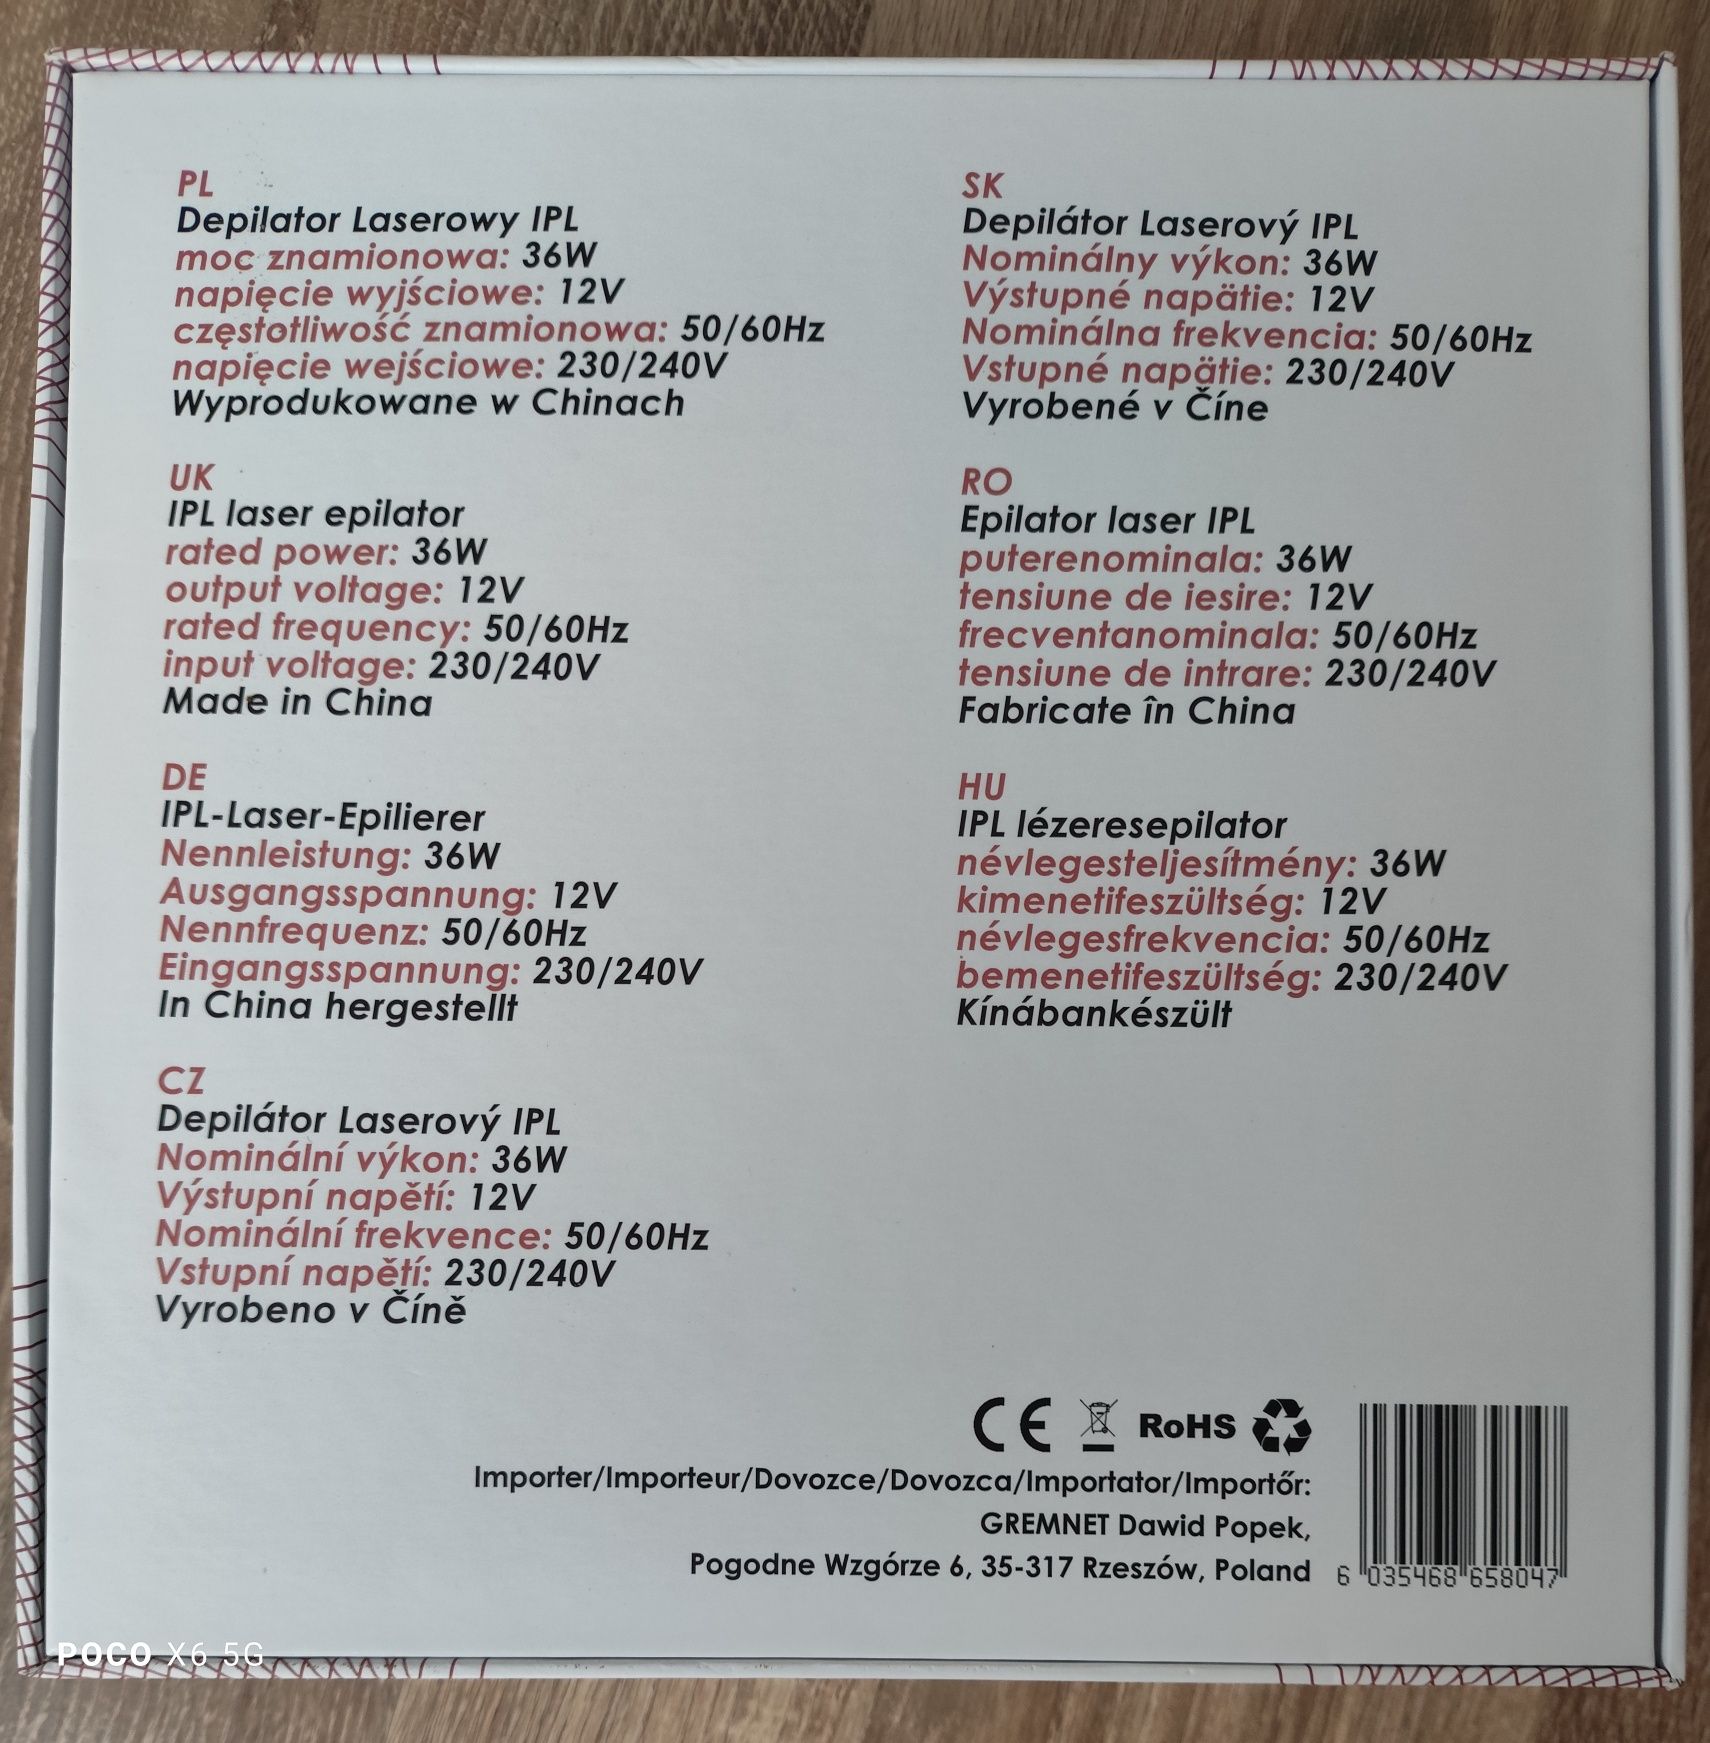 PL
Depilator Laserowy IPL
moc znamionowa: 36W
napięcie wyjściowe: 12V
częstotliwość znamionowa: 50/60Hz
napięcie wejściowe: 230/240V
Wyprodukowane w Chinach
UK
IPL laser epilator
rated power: 36W
output voltage: 12V
rated frequency: 50/60Hz
input voltage: 230/240V
Made in China
DE
IPL-Laser-Epilierer
Nennleistung: 36W
Ausgangsspannung: 12V
Nennfrequenz: 50/60Hz
Eingangsspannung: 230/240V
In China hergestellt
CZ
Depilátor Laserový IPL
Nominální výkon: 36W
Výstupní napětí: 12V
Nominální frekvence: 50/60Hz
Vstupní napětí: 230/240V
Vyrobeno v Číně
SK
Depilátor Laserový IPL
Nominálny výkon: 36W
Výstupné napätie: 12V
Nominálna frekvencia: 50/60Hz
Vstupné napätie: 230/240V
Vyrobené v Číne
RO
Epilator laser IPL
puterenominala: 36W
tensiune de iesire: 12V
frecventanominala: 50/60Hz
tensiune de intrare: 230/240V
Fabricate în China
HU
IPL lézeresepilator
névlegesteljesítmény: 36W
kimenetifeszültség: 12V
névlegesfrekvencia: 50/60Hz
bemenetifeszültség: 230/240V
Kínábankészült
CE RoHS
Importer/Importeur/Dovozce/Dovozca/Importator/Importőr:
GREMNET Dawid Popek,
Pogodne Wzgórze 6, 35-317 Rzeszów, Poland
6 035468 658047
POCO X6 5G